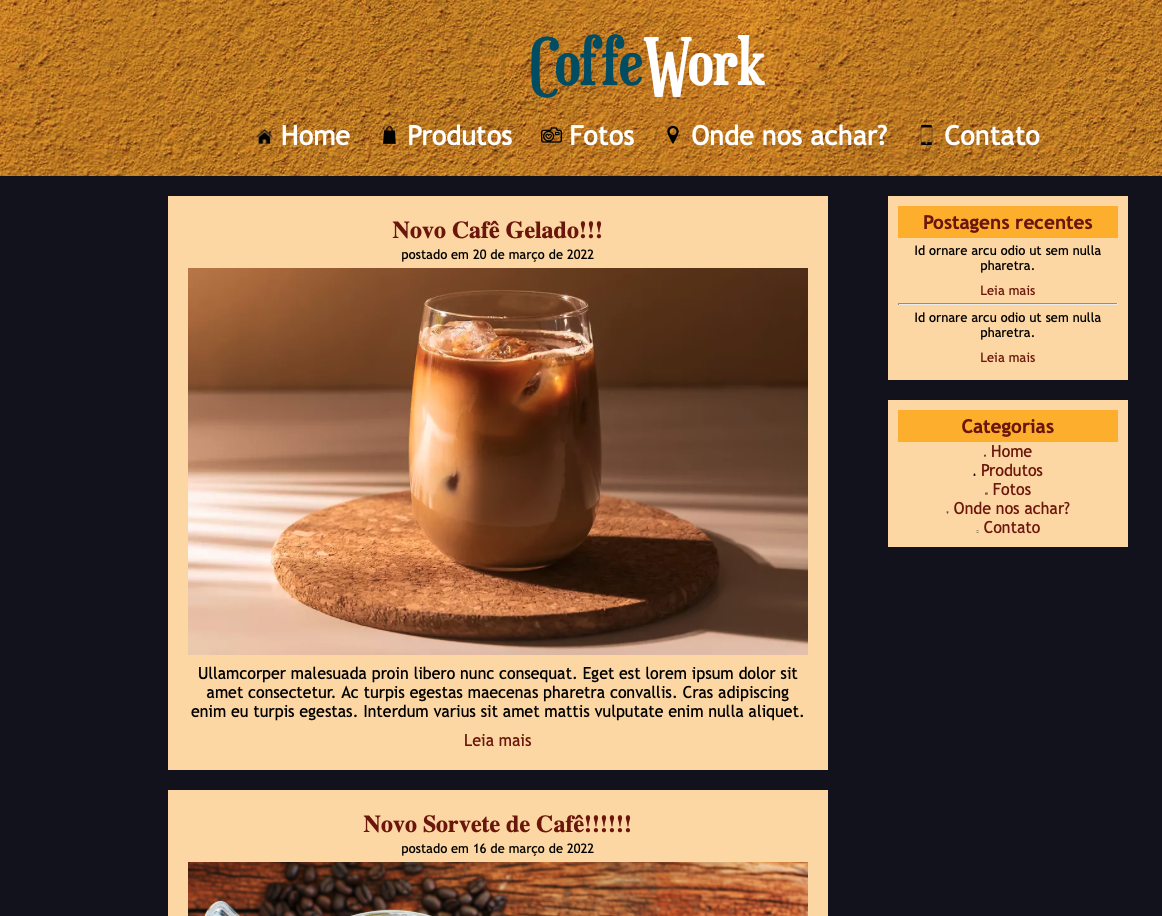 CoffeWork
Home Produtos Fotos Onde nos achar? Contato
Novo Cafê Gelado!!!
postado em 20 de março de 2022
Ullamcorper malesuada proin libero nunc consequat. Eget est lorem ipsum dolor sit
amet consectetur. Ac turpis egestas maecenas pharetra convallis. Cras adipiscing
enim eu turpis egestas. Interdum varius sit amet mattis vulputate enim nulla aliquet.
Leia mais
Novo Sorvete de Cafê!!!!!!
postado em 16 de março de 2022
Postagens recentes
Id ornare arcu odio ut sem nulla
pharetra.
Leia mais
Id ornare arcu odio ut sem nulla
pharetra.
Leia mais
Categorias
Home
Produtos
Fotos
Onde nos achar?
Contato